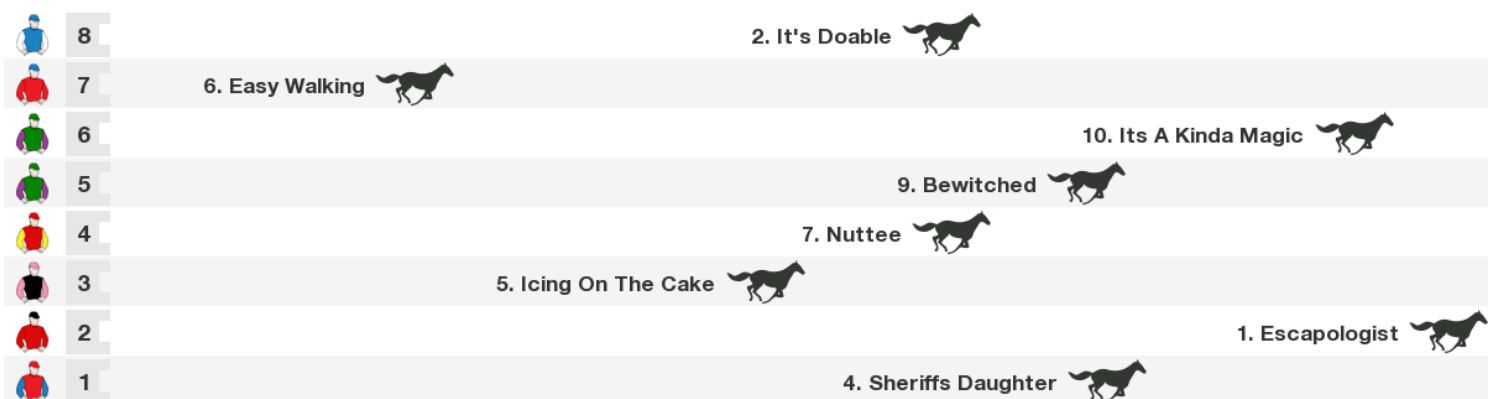 8 2. It's Doable
7 6. Easy Walking
6 10. Its A Kinda Magic
5 9. Bewitched
4 7. Nuttee
3 5. Icing On The Cake
2 1. Escapologist
1 4. Sheriffs Daughter